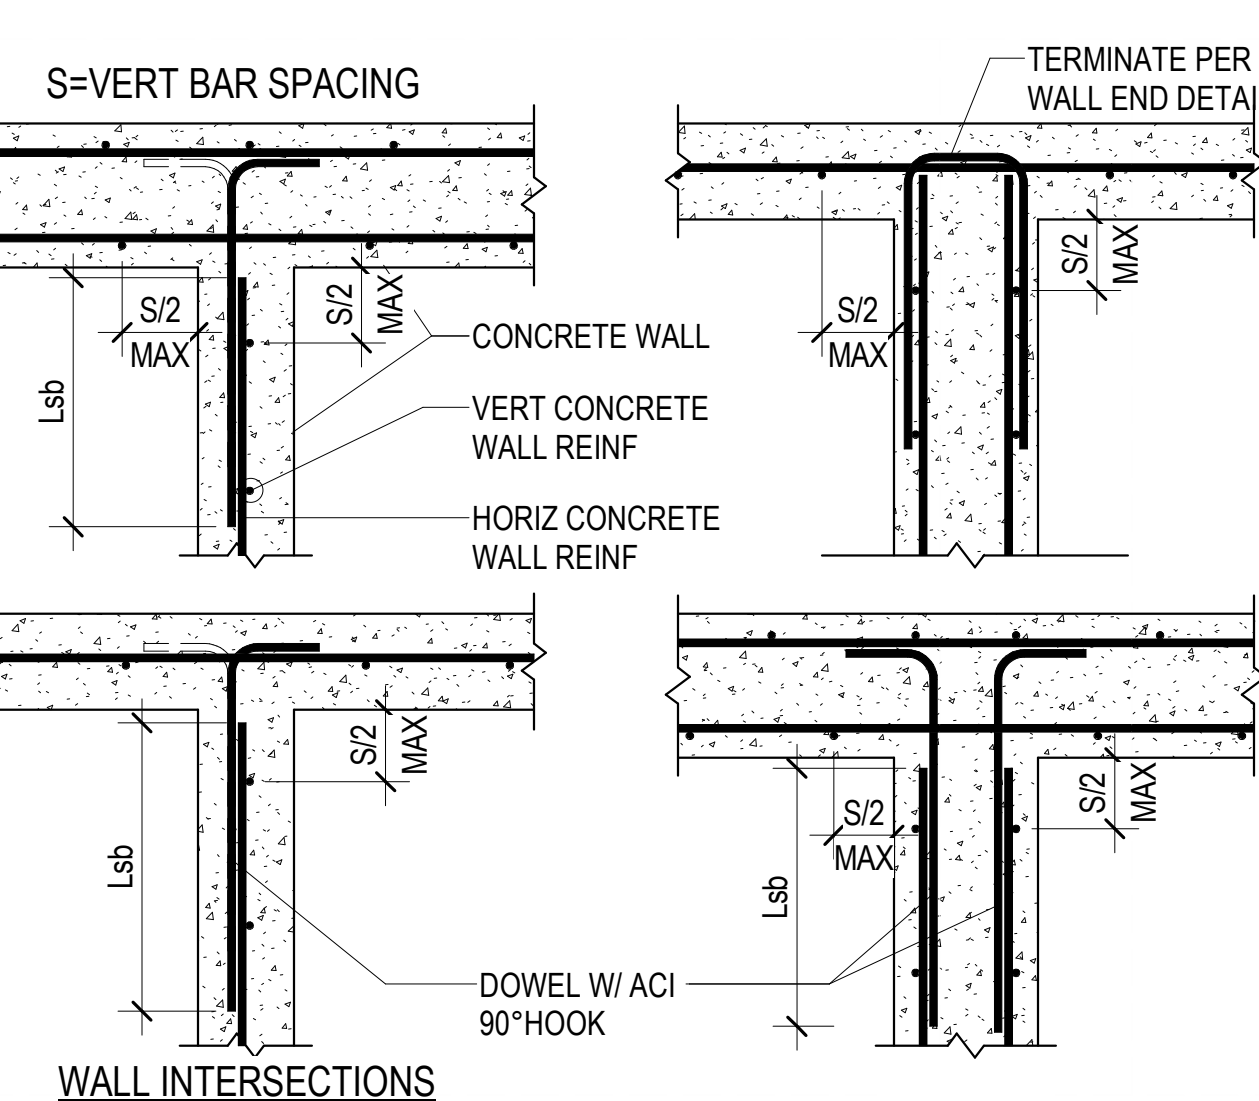 S=VERT BAR SPACING
TERMINATE PER
WALL END DETAI
S/2
MAX
S/2
MAX
Lsb
CONCRETE WALL
VERT CONCRETE
WALL REINF
HORIZ CONCRETE
WALL REINF
S/2
MAX
S/2
MAX
S/2
MAX
Lsb
S/2
MAX
S/2
MAX
Lsb
DOWEL W/ ACI
90°HOOK
WALL INTERSECTIONS